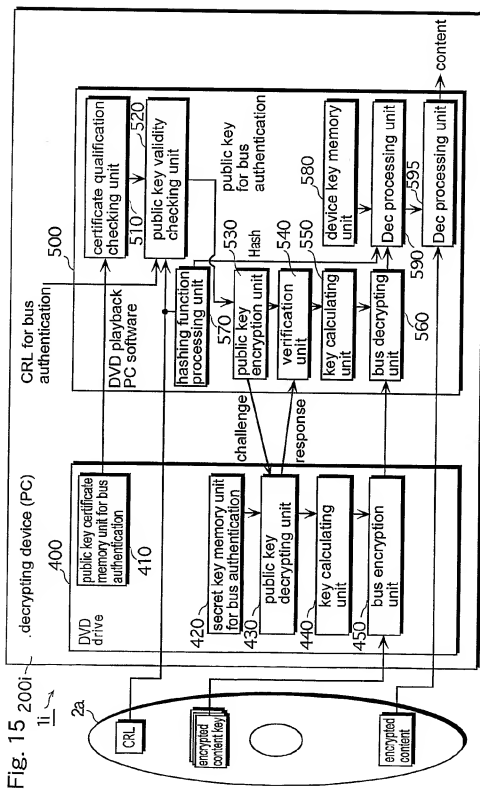 Fig. 15
1i
200i
decrypting device (PC)
2a
CRL
encrypted
content key
encrypted
content
400
DVD
drive
public key certificate
memory unit for bus
authentication
410
420
secret key memory unit
for bus authentication
430
public key
decrypting unit
440
key calculating
unit
450
bus encryption
unit
challenge
response
CRL for bus
authentication
500
DVD playback
PC software
certificate qualification
checking unit
510
520
public key validity
checking unit
public key
for bus
authentication
hashing function
processing unit
570
Hash
530
public key
encryption unit
540
verification
unit
550
key calculating
unit
bus decrypting
unit
560
580
device key memory
unit
Dec processing unit
590
595
Dec processing unit
content